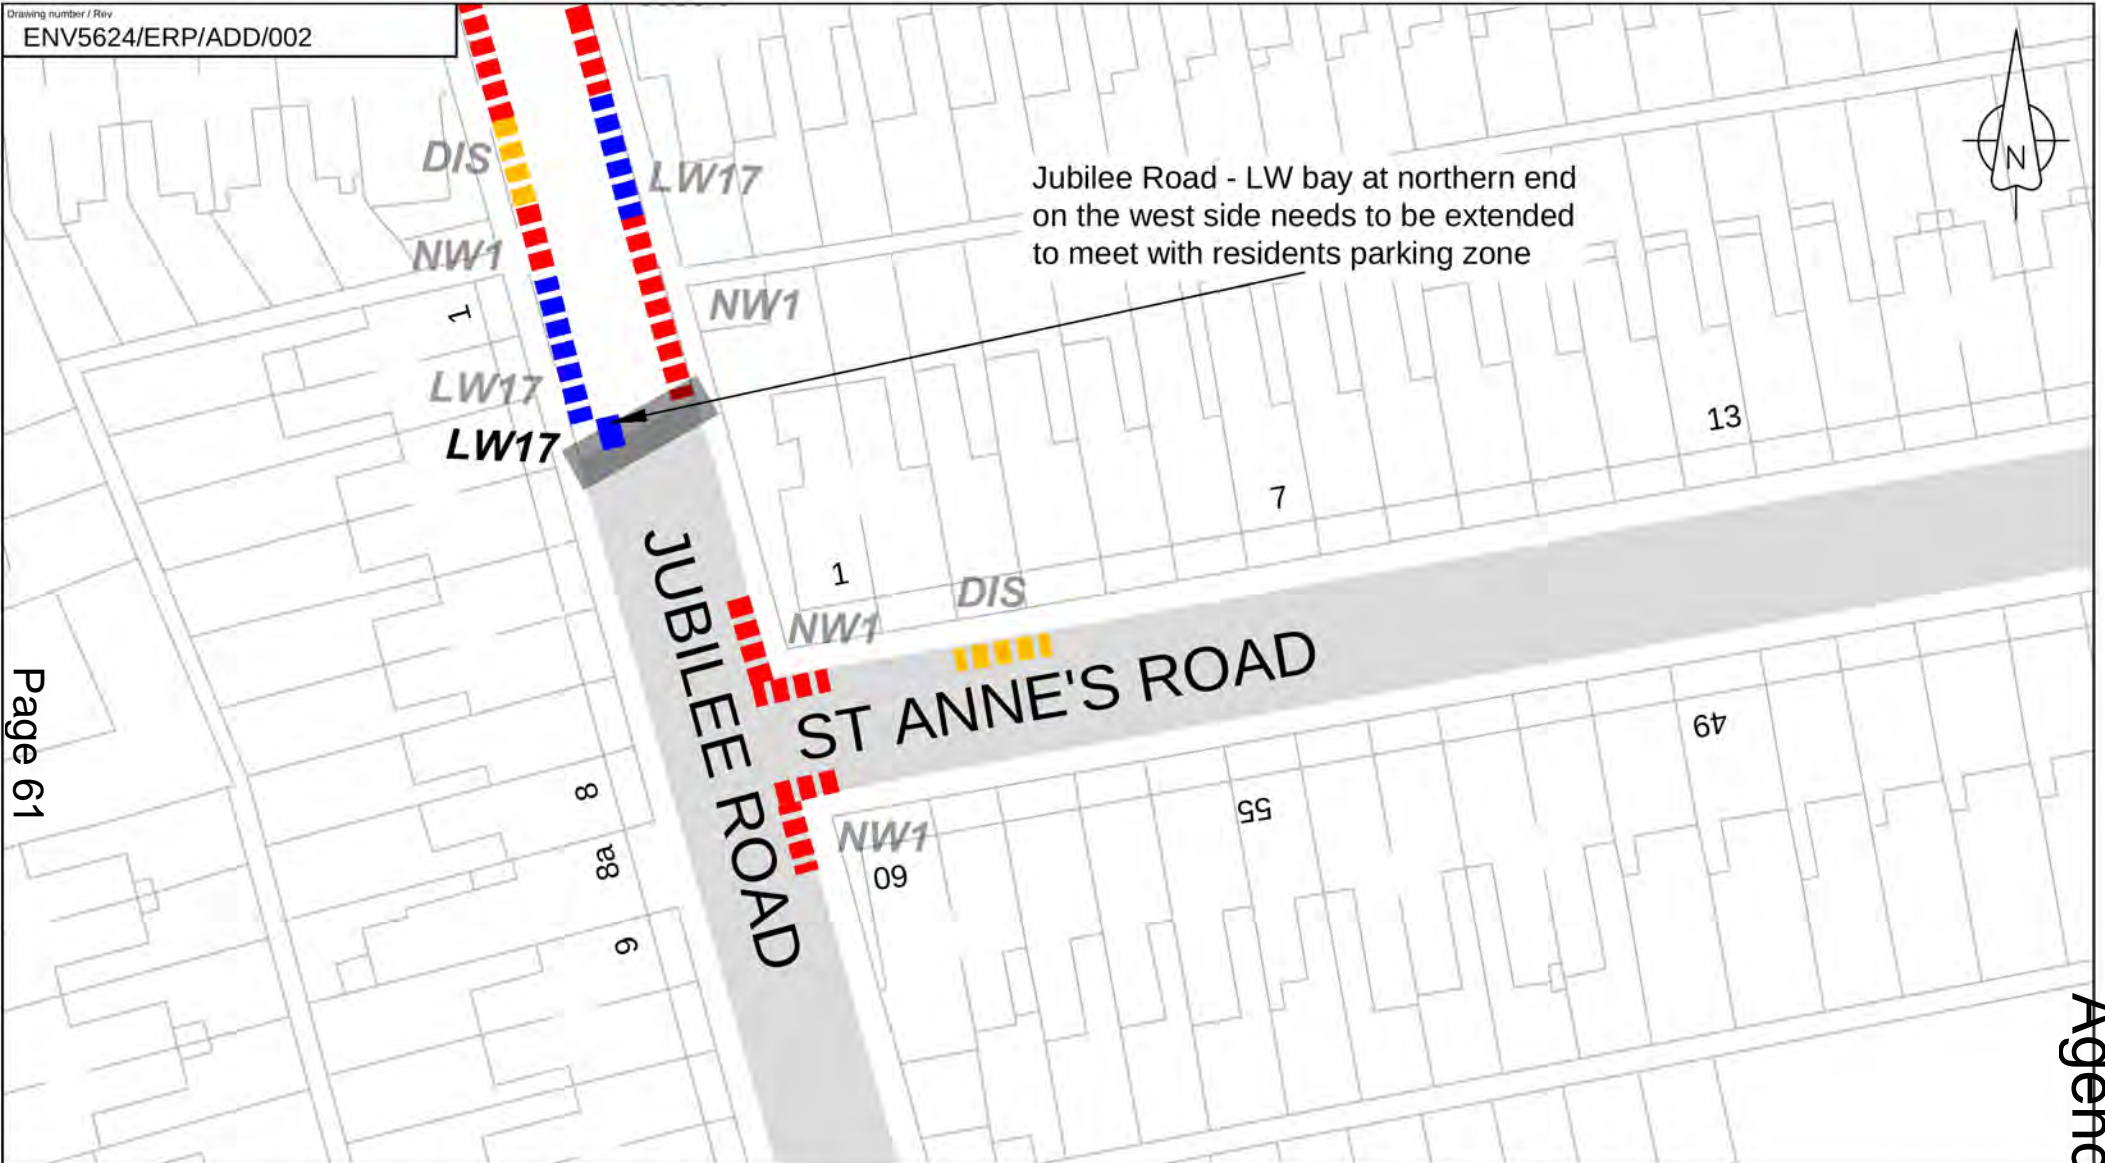 Drawing number / Rev
ENV5624/ERP/ADD/002
DIS
LW17
NW1
Jubilee Road - LW bay at northern end
on the west side needs to be extended
to meet with residents parking zone
N
NW1
1
LW17
LW17
13
7
1
DIS
NW1
JUBILEE ROAD
ST ANNE'S ROAD
Page 61
49
55
8
8a
NW1
60
9
Agend